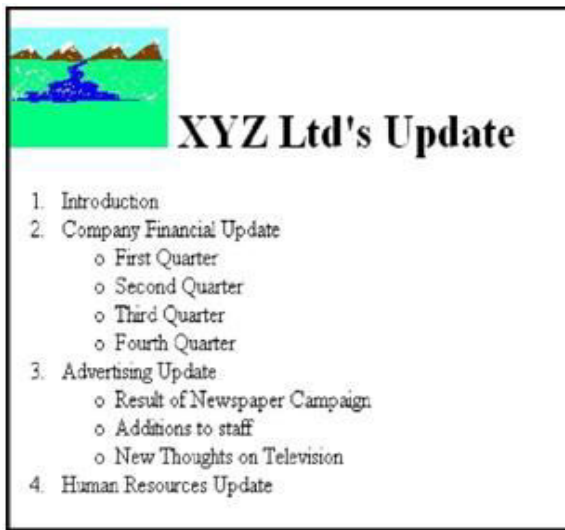 XYZ Ltd's Update
1. Introduction
2. Company Financial Update
o First Quarter
o Second Quarter
o Third Quarter
o Fourth Quarter
3. Advertising Update
o Result of Newspaper Campaign
o Additions to staff
o New Thoughts on Television
4. Human Resources Update